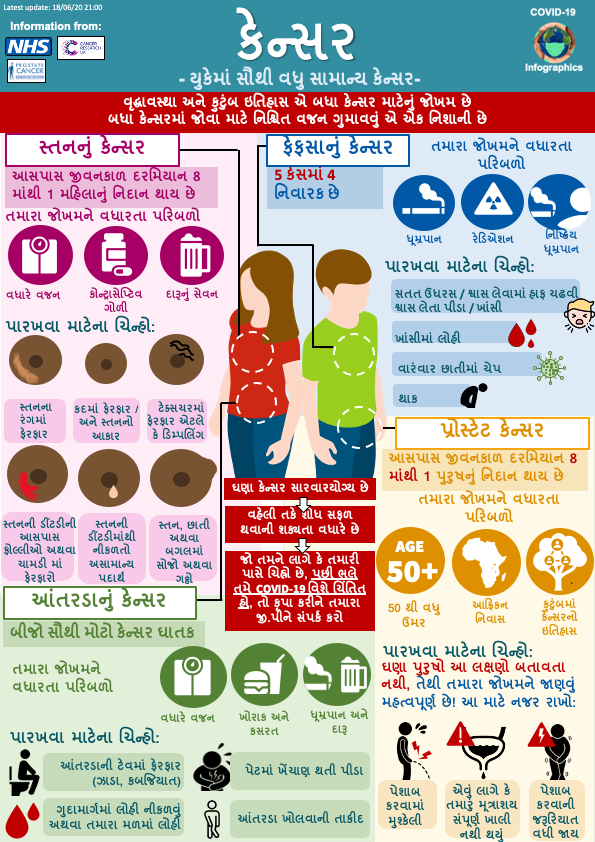 Latest update: 18/06/20 21:00
Information from:
NHS
CANCER
RESEARCH
UK
PROSTATE
CANCER
COVID-19
Infographics
કેન્સર
- યુકેમાં સૌથી વધુ સામાન્ય કેન્સર-
વૃદ્ધાવસ્થા અને કુટુંબ ઇતિહાસ એ બધા કેન્સર માટેનું જોખમ છે
બધા કેન્સરમાં જોવા માટે નિશ્ચિત વજન ગુમાવવું એ એક નિશાની છે
સ્તનનું કેન્સર
આસપાસ જીવનકાળ દરમિયાન 8
માંથી 1 મહિલાનું નિદાન થાય છે
તમારા જોખમને વધારતા પરિબળો
વધારે વજન
કોન્ટ્રાસેપ્ટિવ
ગોળી
દારૂનું સેવન
પારખવા માટેના ચિન્હો:
સ્તનના
રંગમાં
ફેરફાર
કદમાં ફેરફાર /
અને સ્તનનો
આકાર
ટેક્સચરમાં
ફેરફાર એટલે
કે ડિમ્પલિંગ
સ્તનની ડીંટડીની
આસપાસ
ફોલ્લીઓ અથવા
ચામડી માં
ફેરફારો
સ્તનની
ડીંટડીમાંથી
નીકળતો
અસામાન્ય
પદાર્થ
સ્તન, છાતી
અથવા
બગલમાં
સોજો અથવા
ગઠ્ઠો
ફેફસાનું કેન્સર
5 કેસમાં 4
નિવારક છે
તમારા જોખમને વધારતા
પરિબળો
ધૂમ્રપાન
રેડિએશન
નિષ્ક્રિય
ધૂમ્રપાન
પારખવા માટેના ચિન્હો:
સતત ઉધરસ / શ્વાસ લેવામાં હાફ ચઢવી
શ્વાસ લેતા પીડા / ખાંસી
ખાંસીમાં લોહી
વારંવાર છાતીમાં ચેપ
થાક
ઘણા કેન્સર સારવારયોગ્ય છે
વહેલી તકે શોધ સફળ
થવાની શક્યતા વધારે છે
જો તમને લાગે કે તમારી
પાસે ચિહ્નો છે, પછી ભલે
તમે COVID-19 વિશે ચિંતિત
હો, તો કૃપા કરીને તમારા
જી.પીને સંપર્ક કરો
પ્રોસ્ટેટ કેન્સર
આસપાસ જીવનકાળ દરમિયાન 8
માંથી 1 પુરુષનું નિદાન થાય છે
તમારા જોખમને વધારતા
પરિબળો
AGE
50+
50 થી વધુ
ઉમર
આફ્રિકન
નિવાસ
કુટુંબમાં
કેન્સરનો
ઇતિહાસ
પારખવા માટેના ચિન્હો:
ઘણા પુરુષો આ લક્ષણો બતાવતા
નથી, તેથી તમારા જોખમને જાણવું
મહત્વપૂર્ણ છે! આ માટે નજર રાખો:
પેશાબ
કરવામાં
મુશ્કેલી
એવું લાગે કે
તમારું મૂત્રાશય
સંપૂર્ણ ખાલી
નથી થયું
પેશાબ
કરવાની
જરૂરિયાત
વધી જાય
આંતરડાનું કેન્સર
બીજો સૌથી મોટો કેન્સર ઘાતક
તમારા જોખમને
વધારતા પરિબળો
વધારે વજન
ખોરાક અને
કસરત
ધૂમ્રપાન અને
દારૂ
પારખવા માટેના ચિન્હો:
આંતરડાની ટેવમાં ફેરફાર
(ઝાડા, કબજિયાત)
પેટમાં ખેંચાણ થતી પીડા
ગુદામાર્ગમાં લોહી નીકળવું
અથવા તમારા મળમાં લોહી
આંતરડા ખોલવાની તાકીદ